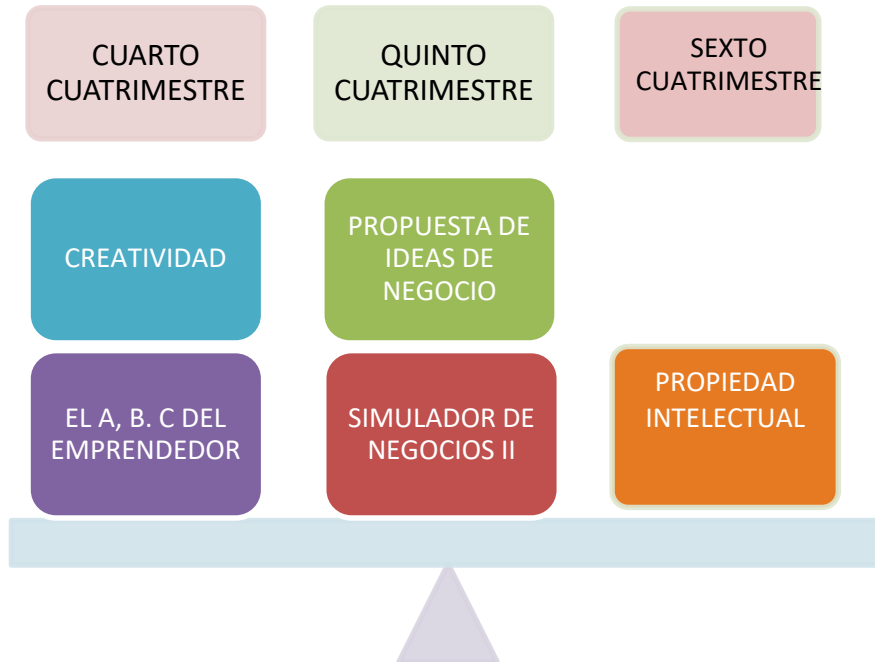 CUARTO
CUATRIMESTRE
QUINTO
CUATRIMESTRE
SEXTO
CUATRIMESTRE
CREATIVIDAD
PROPUESTA DE
IDEAS DE
NEGOCIO
EL A, B. C DEL
EMPRENDEDOR
SIMULADOR DE
NEGOCIOS II
PROPIEDAD
INTELECTUAL